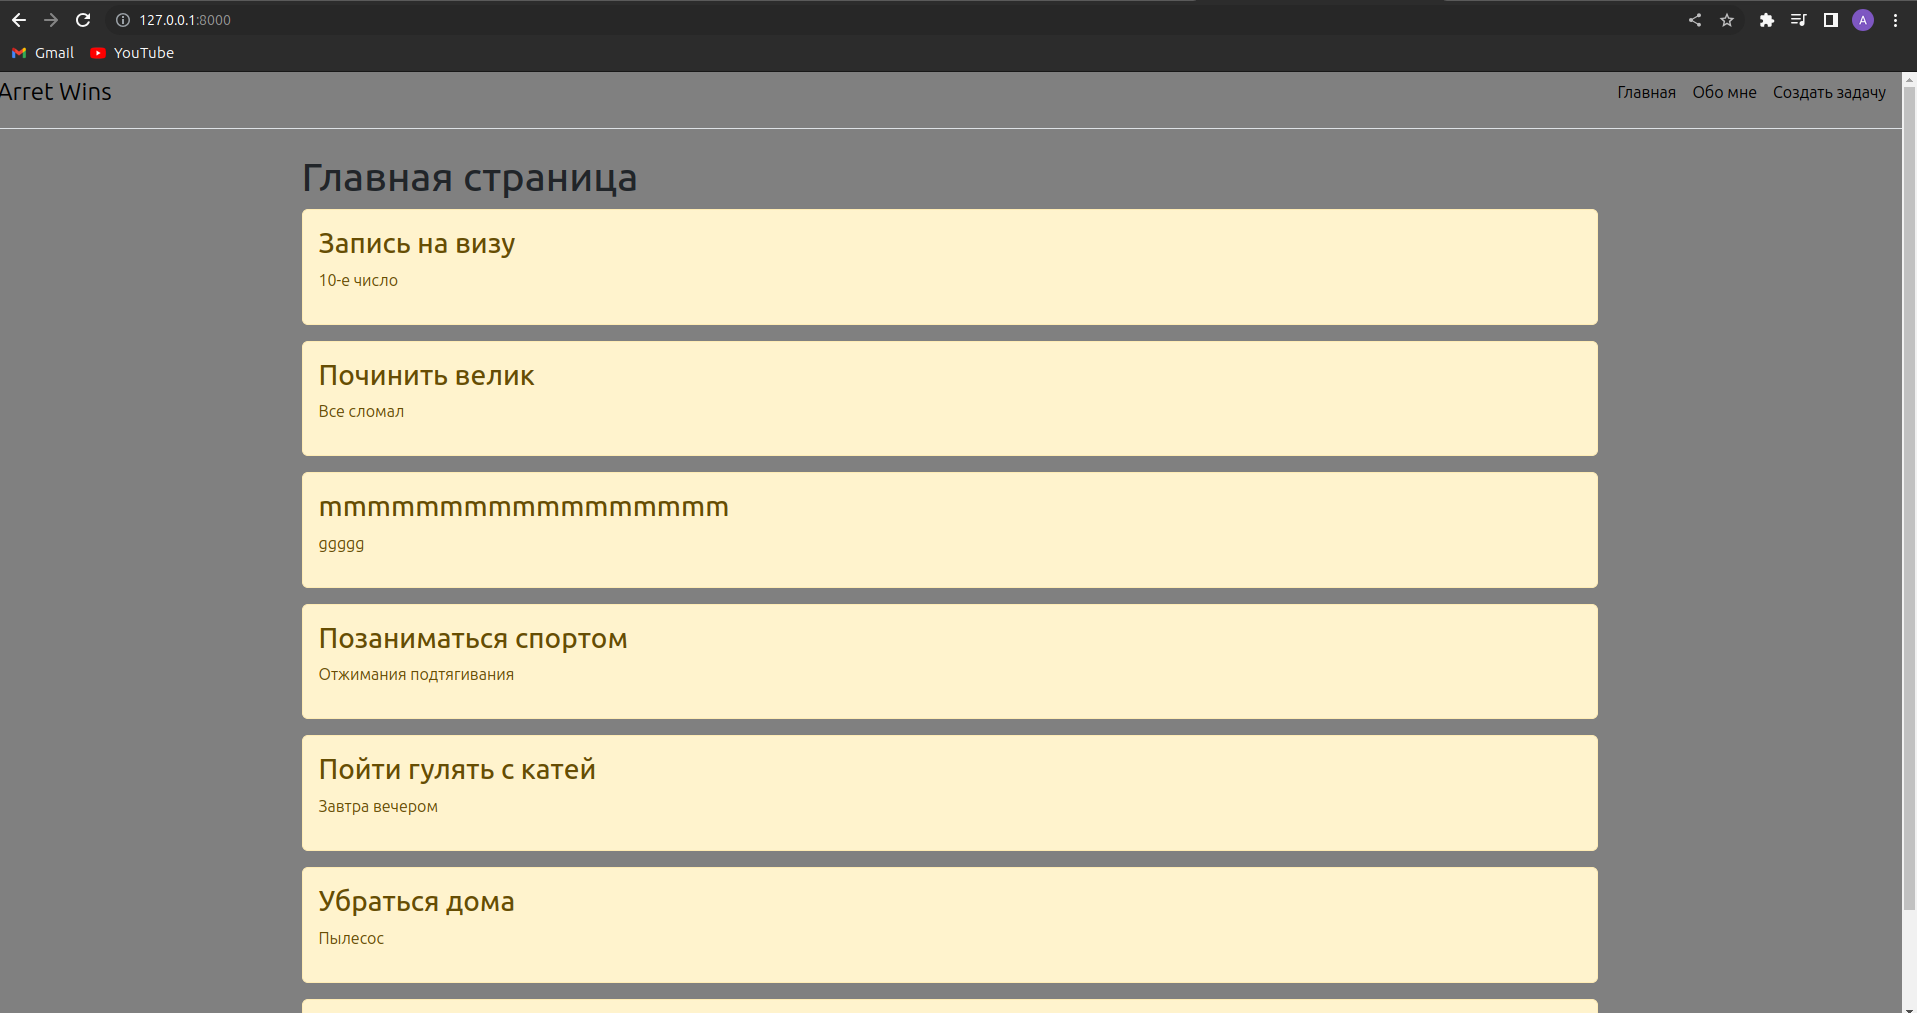 127.0.0.1:8000
A
Gmail YouTube
Arret Wins Главная Обо мне Создать задачу
Главная страница
Запись на визу
10-е число
Починить велик
Все сломал
mmmmmmmmmmmmmmmmm
ggggg
Позаниматься спортом
Отжимания подтягивания
Пойти гулять с катей
Завтра вечером
Убраться дома
Пылесос